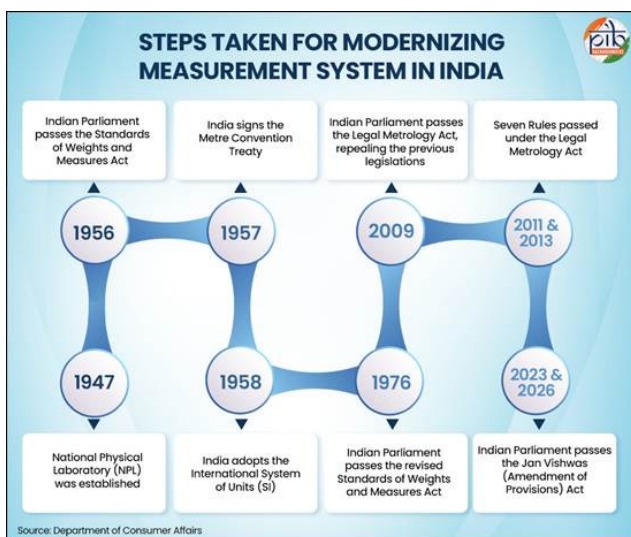 STEPS TAKEN FOR MODERNIZING
MEASUREMENT SYSTEM IN INDIA
pib
Indian Parliament
passes the Standards
of Weights and
Measures Act
India signs the
Metre Convention
Treaty
Indian Parliament passes
the Legal Metrology Act,
repealing the previous
legislations
Seven Rules passed
under the Legal
Metrology Act
1956
1957
2009
2011 &
2013
1947
1958
1976
2023 &
2026
National Physical
Laboratory (NPL)
was established
India adopts the
International System
of Units (SI)
Indian Parliament
passes the revised
Standards of Weights
and Measures Act
Indian Parliament passes
the Jan Vishwas
(Amendment of
Provisions) Act
Source: Department of Consumer Affairs